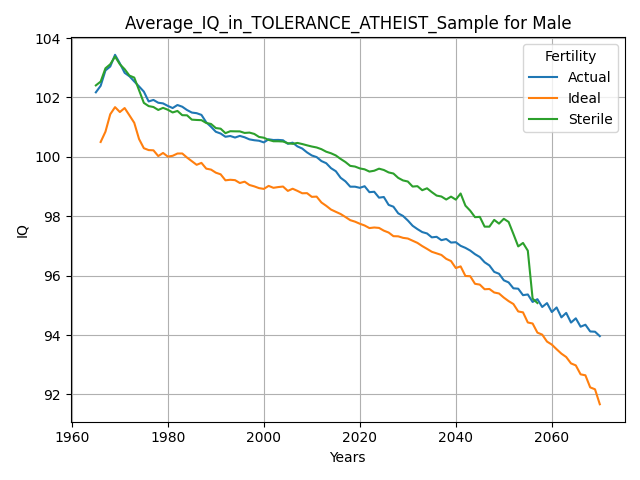 Average_IQ_in_TOLERANCE_ATHEIST_Sample for Male
Fertility
Actual
Ideal
Sterile
IQ
104
102
100
98
96
94
92
1960
1980
2000
2020
2040
2060
Years